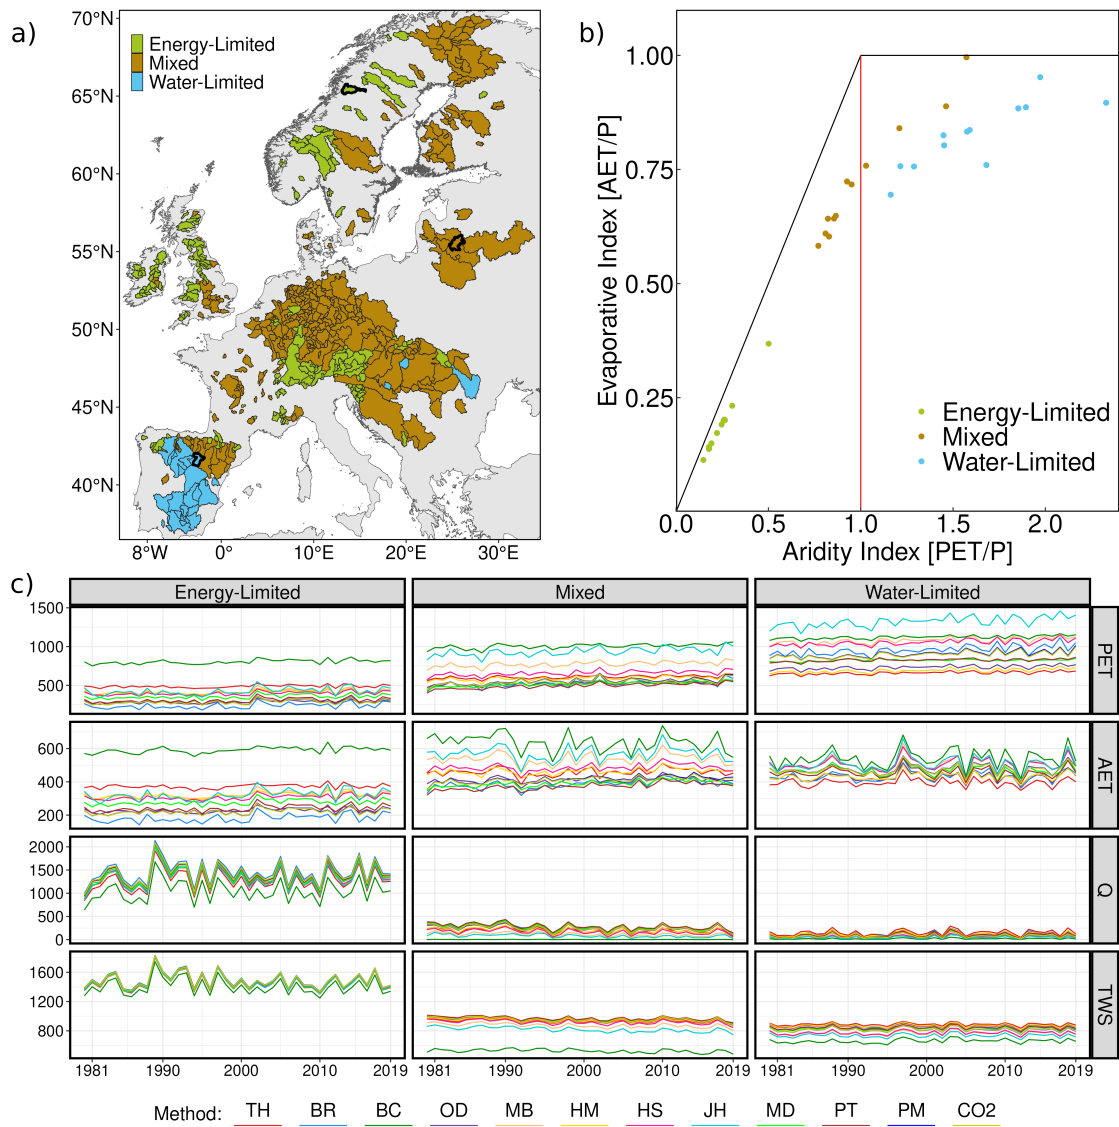 a)
70°N
65°N
60°N
55°N
50°N
45°N
40°N
Energy-Limited
Mixed
Water-Limited
8°W 0° 10°E 20°E 30°E
b)
Evaporative Index [AET/P]
1.00
0.75
0.50
0.25
Energy-Limited
Mixed
Water-Limited
0.0 0.5 1.0 1.5 2.0
Aridity Index [PET/P]
c)
Energy-Limited Mixed Water-Limited
1500
1000
500
PET
600
400
200
AET
2000
1500
1000
500
0
Q
1600
1200
800
TWS
1981 1990 2000 2010 2019 1981 1990 2000 2010 2019 1981 1990 2000 2010 2019
Method: TH BR BC OD MB HM HS JH MD PT PM CO2